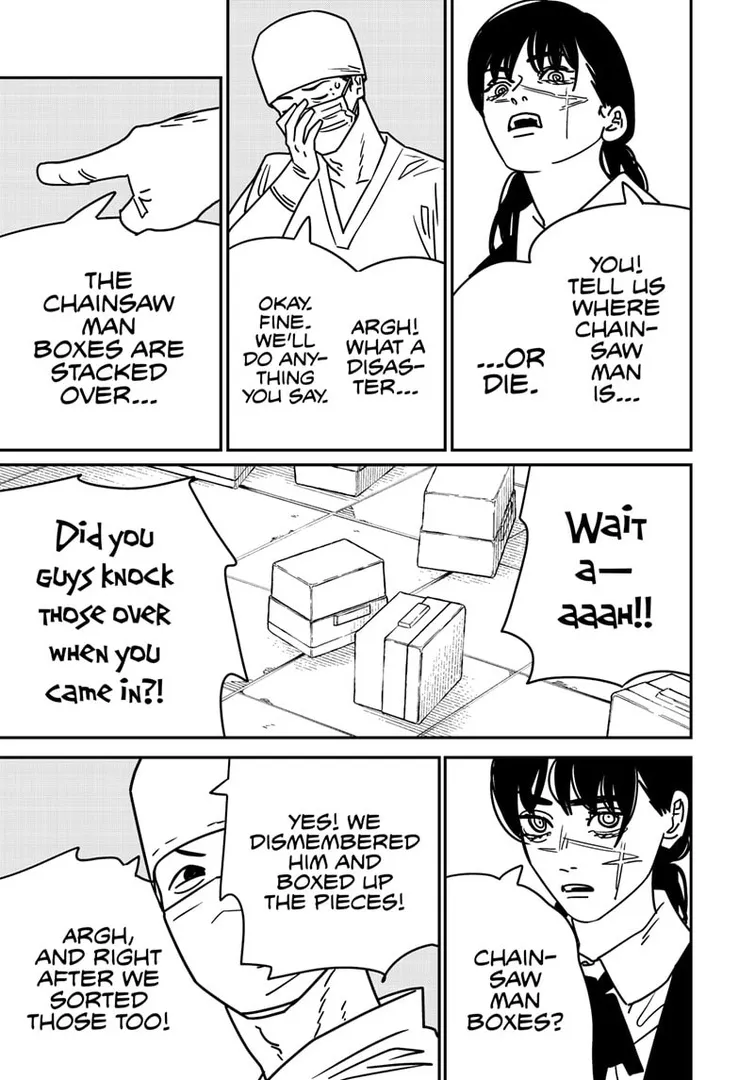 YOU!
TELL US
WHERE
CHAIN-
SAW
MAN
IS...
...OR
DIE.
ARGH!
WHAT A
DISAS-
TER...
OKAY.
FINE.
WE'LL
DO ANY-
THING
YOU SAY.
THE
CHAINSAW
MAN
BOXES ARE
STACKED
OVER...
Wait
a—
aaaH!!
Did you
guys knock
those over
when you
came in?!
CHAIN-
SAW
MAN
BOXES?
YES! WE
DISMEMBERED
HIM AND
BOXED UP
THE PIECES!
ARGH,
AND RIGHT
AFTER WE
SORTED
THOSE TOO!